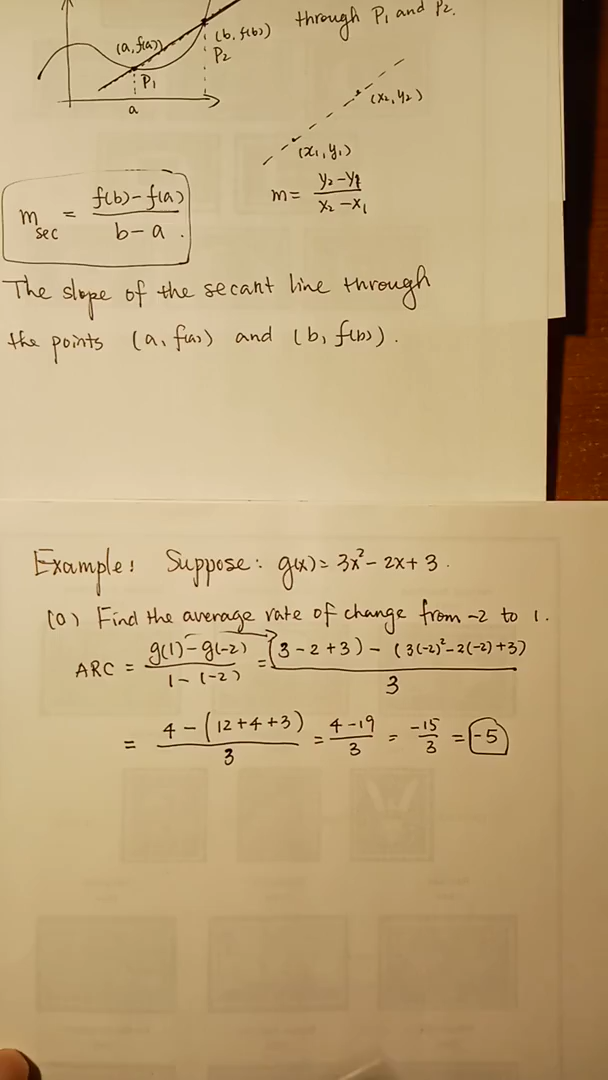 through P₁ and P₂.
(a, f(a))
(b, f(b))
P₂
P₁
a
(x₂, y₂)
(x₁, y₁)
m = (y₂ - y₁) / (x₂ - x₁)
m_sec = (f(b) - f(a)) / (b - a).
The slope of the secant line through
the points (a, f(a)) and (b, f(b)).
Example! Suppose: g(x) = 3x² - 2x + 3.
(a) Find the average rate of change from -2 to 1.
ARC = (g(1) - g(-2)) / (1 - (-2)) = ((3 - 2 + 3) - (3(-2)² - 2(-2) + 3)) / 3
= (4 - (12 + 4 + 3)) / 3 = (4 - 19) / 3 = -15 / 3 = -5